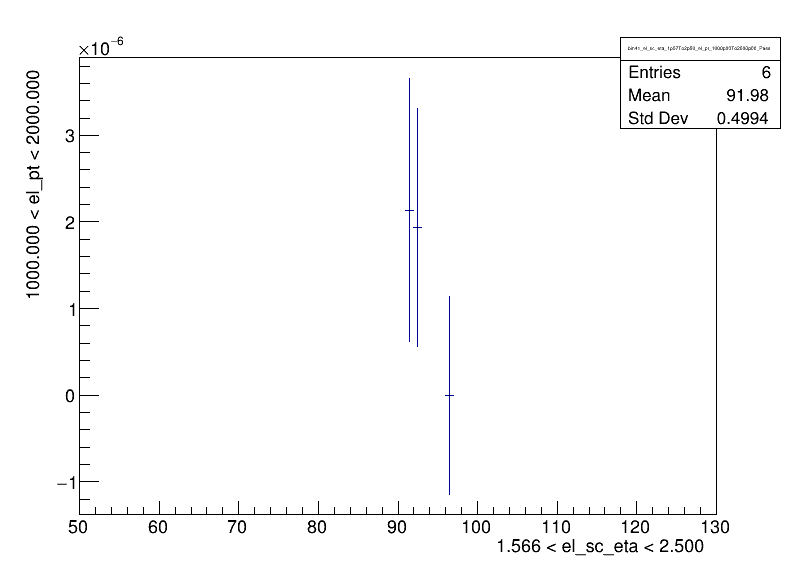 ×10⁻⁶
1000.000 < el_pt < 2000.000
3
2
1
0
−1
50 60 70 80 90 100 110 120 130
1.566 < el_sc_eta < 2.500
Entries 6
Mean 91.98
Std Dev 0.4994